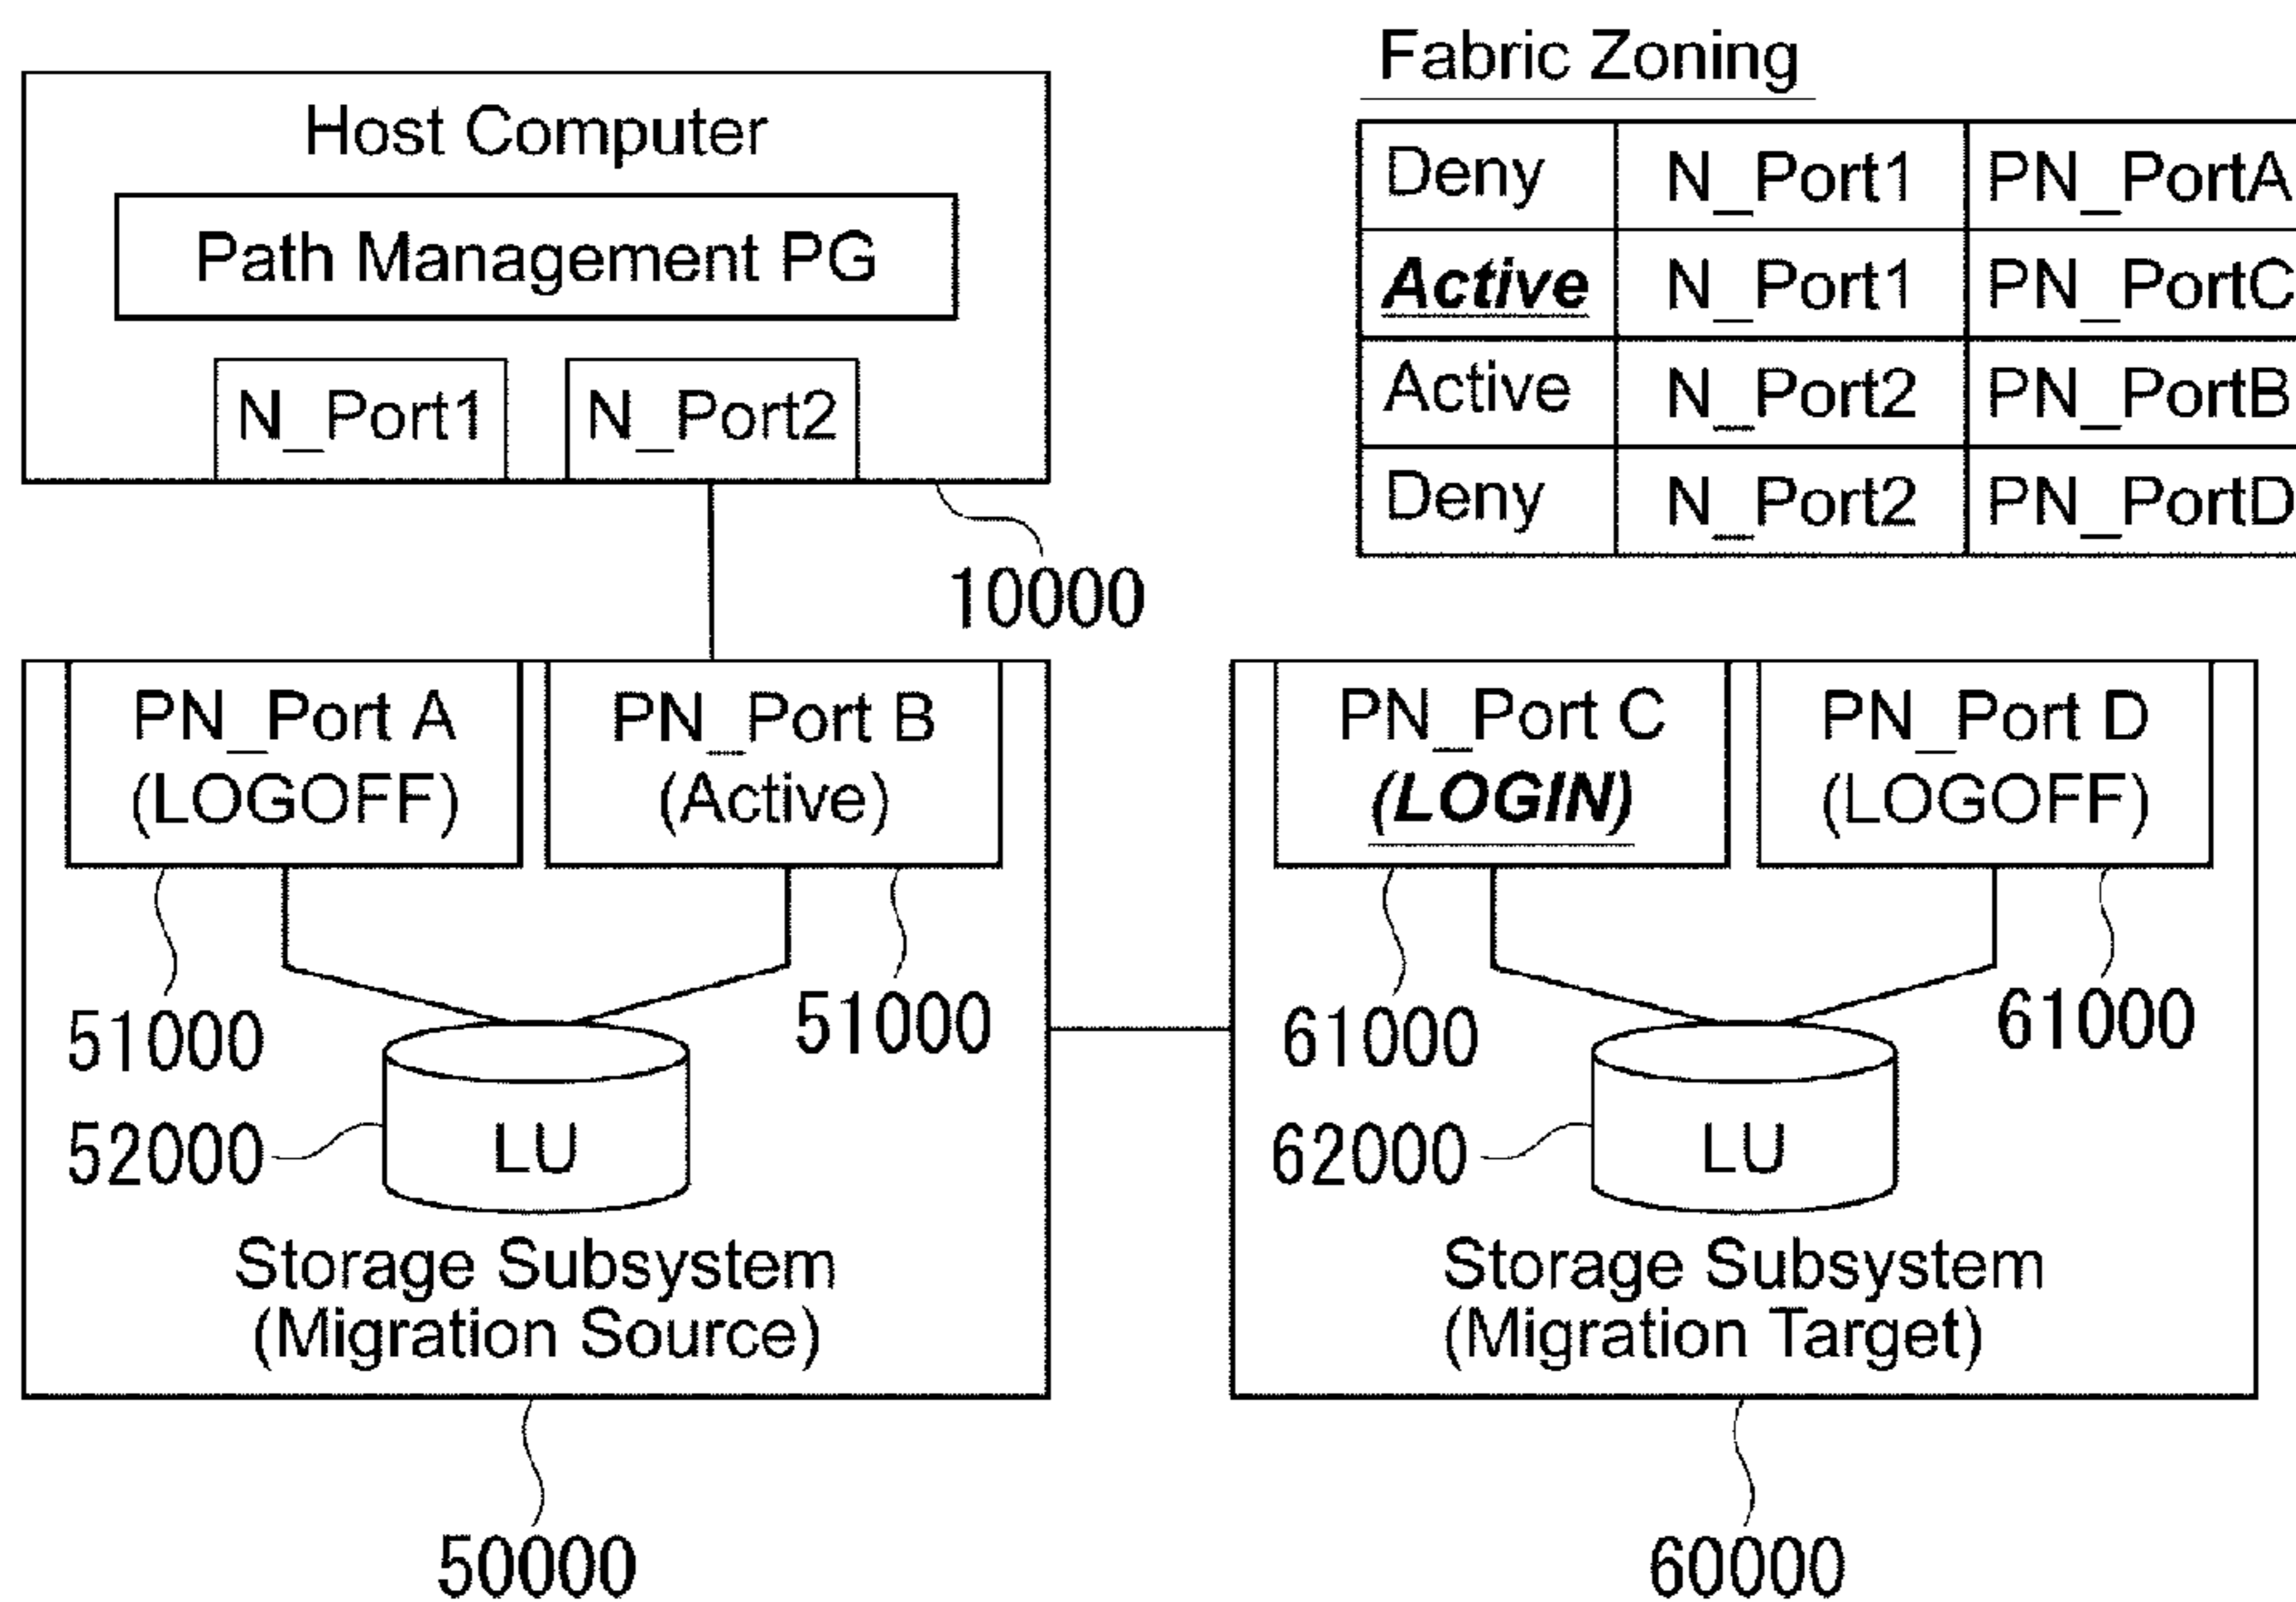 Host Computer
Path Management PG
N_Port1 N_Port2
10000
Fabric Zoning
Deny N_Port1 PN_PortA
Active N_Port1 PN_PortC
Active N_Port2 PN_PortB
Deny N_Port2 PN_PortD
PN_Port A
(LOGOFF)
PN_Port B
(Active)
51000
51000
52000
LU
Storage Subsystem
(Migration Source)
50000
PN_Port C
(LOGIN)
PN_Port D
(LOGOFF)
61000
61000
62000
LU
Storage Subsystem
(Migration Target)
60000